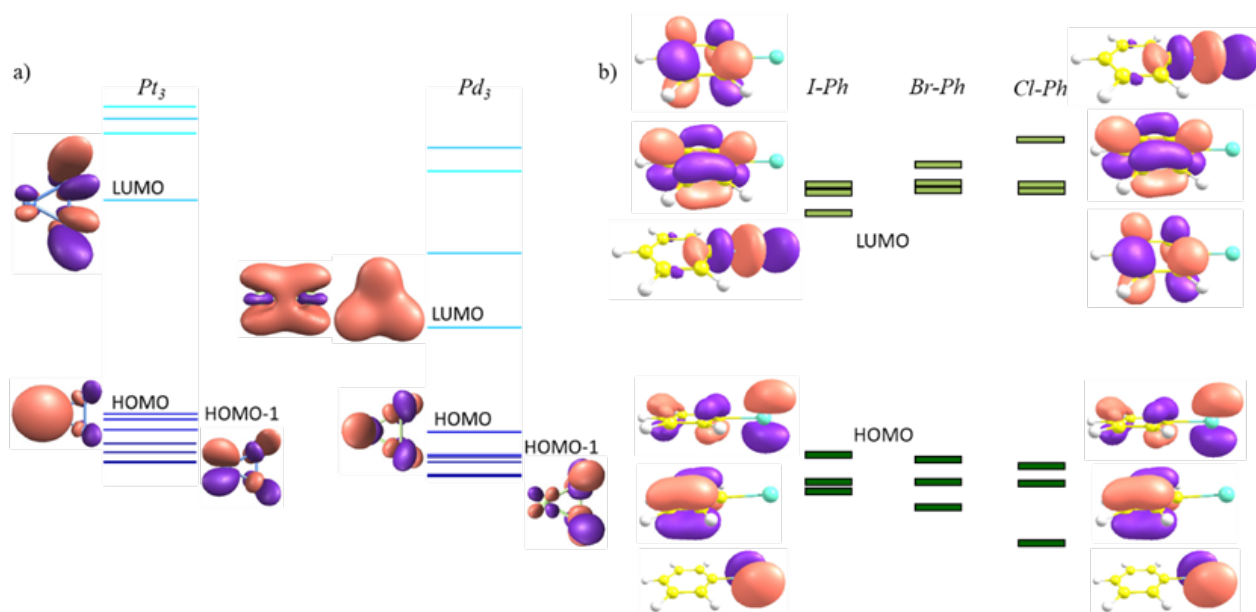 a)
Pt3
LUMO
HOMO
HOMO-1
Pd3
LUMO
HOMO
HOMO-1
b)
I-Ph
Br-Ph
Cl-Ph
LUMO
HOMO